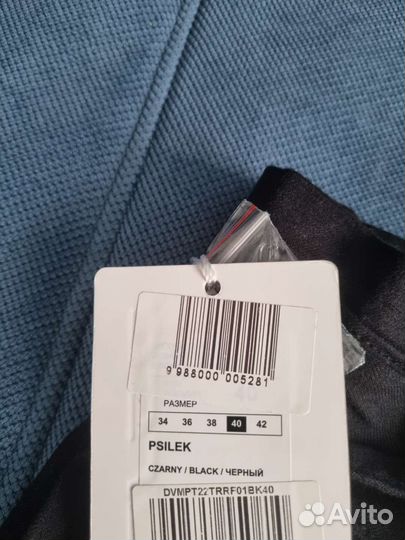 9 988000 005281
РАЗМЕР
34 36 38 40 42
PSILEK
CZARNY / BLACK / ЧЕРНЫЙ
DVMPT22TRRF01BK40
Avito